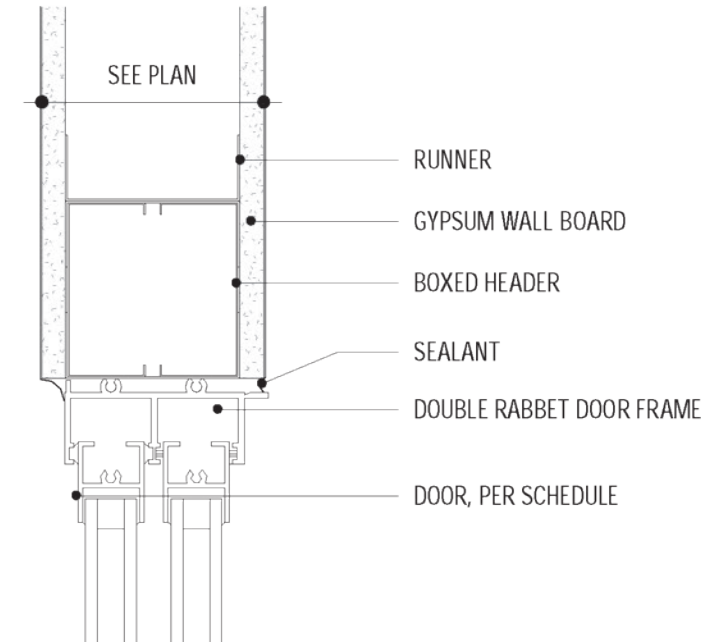 SEE PLAN
RUNNER
GYPSUM WALL BOARD
BOXED HEADER
SEALANT
DOUBLE RABBET DOOR FRAME
DOOR, PER SCHEDULE